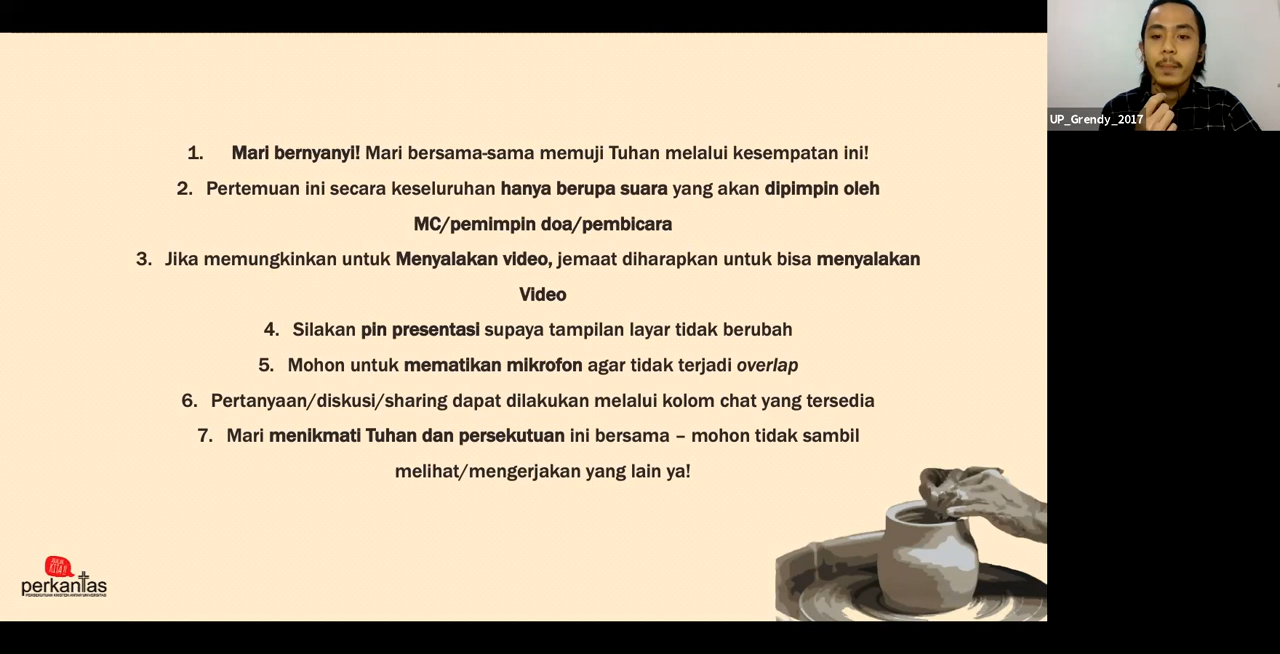 UP_Grendy_2017
1. Mari bernyanyi! Mari bersama-sama memuji Tuhan melalui kesempatan ini!
2. Pertemuan ini secara keseluruhan hanya berupa suara yang akan dipimpin oleh
MC/pemimpin doa/pembicara
3. Jika memungkinkan untuk Menyalakan video, jemaat diharapkan untuk bisa menyalakan
Video
4. Silakan pin presentasi supaya tampilan layar tidak berubah
5. Mohon untuk mematikan mikrofon agar tidak terjadi overlap
6. Pertanyaan/diskusi/sharing dapat dilakukan melalui kolom chat yang tersedia
7. Mari menikmati Tuhan dan persekutuan ini bersama – mohon tidak sambil
melihat/mengerjakan yang lain ya!
perkantas